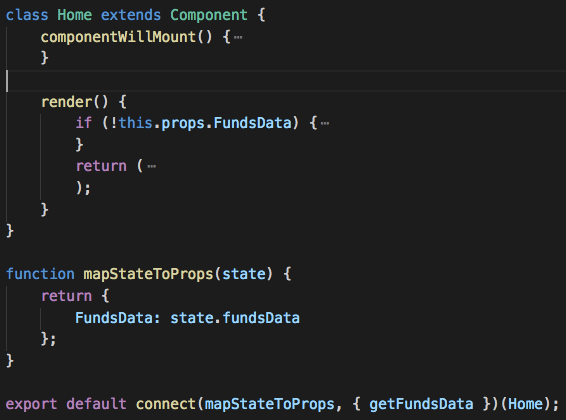 class Home extends Component {
    componentWillMount() {⋯
    }

    render() {
        if (!this.props.FundsData) {⋯
        }
        return (⋯
        );
    }
}

function mapStateToProps(state) {
    return {
        FundsData: state.fundsData
    };
}

export default connect(mapStateToProps, { getFundsData })(Home);